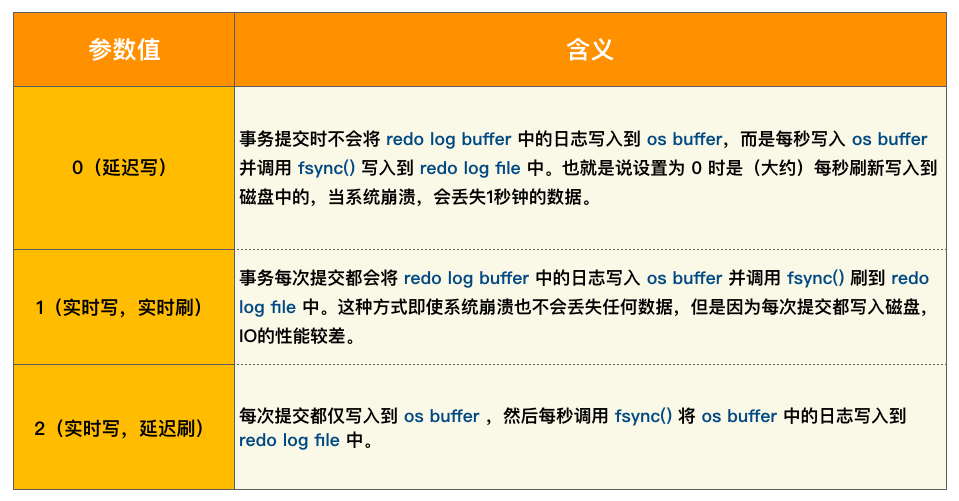 参数值
含义
0（延迟写）
事务提交时不会将 redo log buffer 中的日志写入到 os buffer，而是每秒写入 os buffer
并调用 fsync() 写入到 redo log file 中。也就是说设置为 0 时是（大约）每秒刷新写入到
磁盘中的，当系统崩溃，会丢失1秒钟的数据。
1（实时写，实时刷）
事务每次提交都会将 redo log buffer 中的日志写入 os buffer 并调用 fsync() 刷到 redo
log file 中。这种方式即使系统崩溃也不会丢失任何数据，但是因为每次提交都写入磁盘，
IO的性能较差。
2（实时写，延迟刷）
每次提交都仅写入到 os buffer ，然后每秒调用 fsync() 将 os buffer 中的日志写入到
redo log file 中。